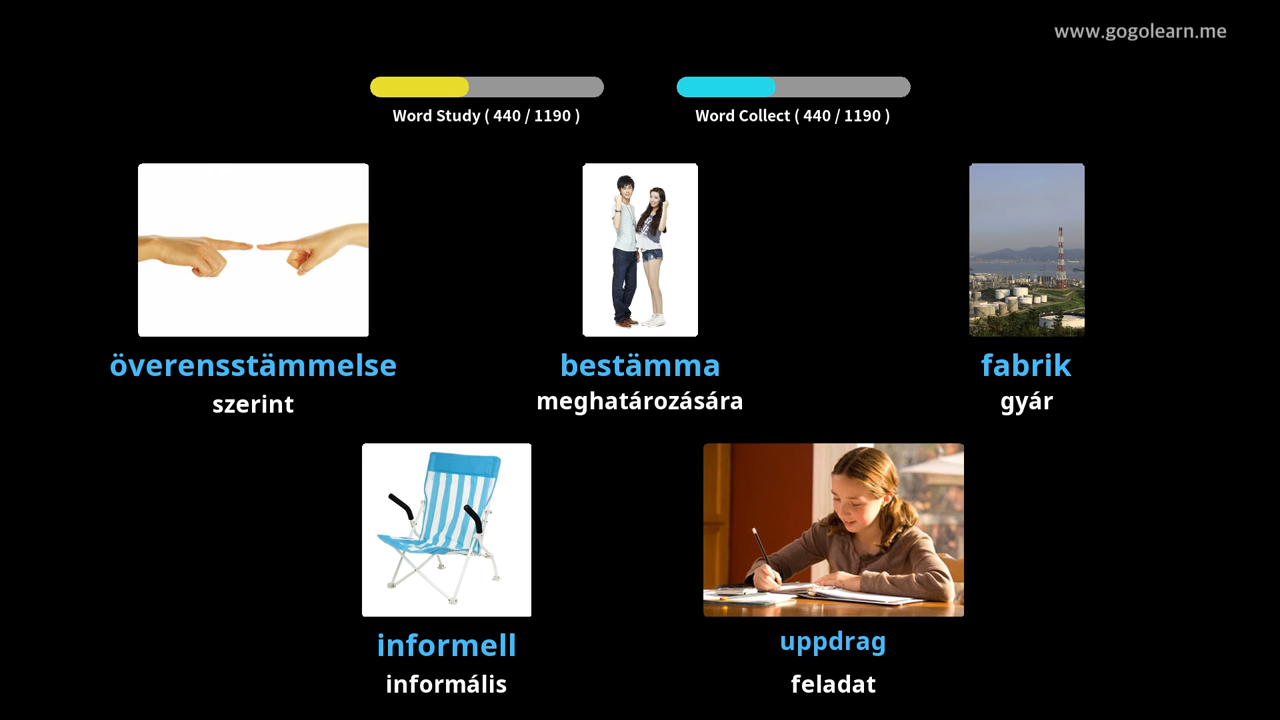 www.gogolearn.me
Word Study ( 440 / 1190 )
Word Collect ( 440 / 1190 )
överensstämmelse
szerint
bestämma
meghatározására
fabrik
gyár
informell
informális
uppdrag
feladat